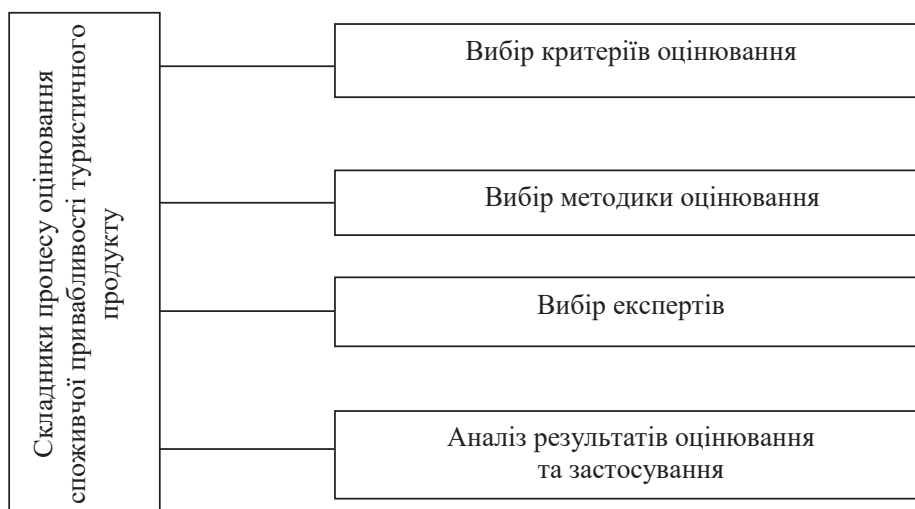 Складники процесу оцінювання
споживчої привабливості туристичного
продукту
Вибір критеріїв оцінювання
Вибір методики оцінювання
Вибір експертів
Аналіз результатів оцінювання
та застосування